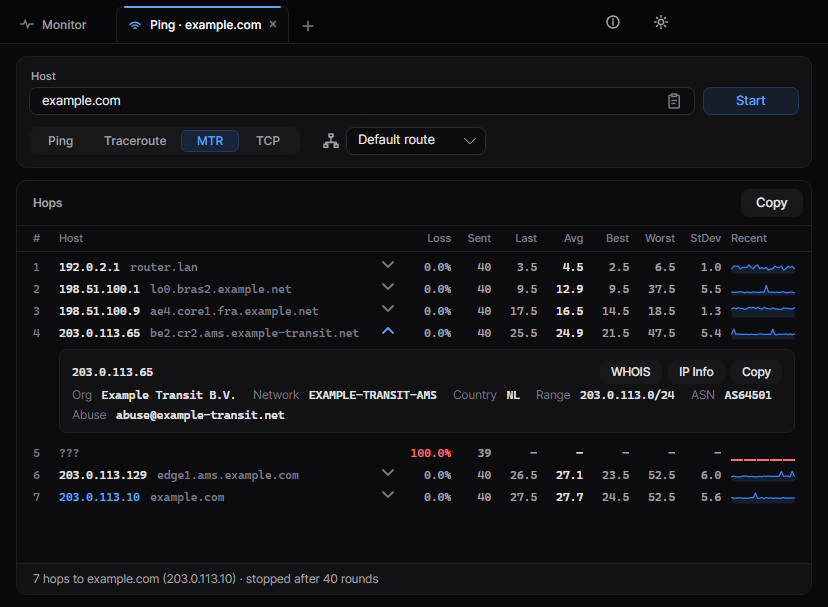 Monitor Ping · example.com × +
Host
example.com Start
Ping Traceroute MTR TCP Default route
Hops Copy
# Host Loss Sent Last Avg Best Worst StDev Recent
1 192.0.2.1 router.lan 0.0% 40 3.5 4.5 2.5 6.5 1.0
2 198.51.100.1 lo0.bras2.example.net 0.0% 40 9.5 12.9 9.5 37.5 5.5
3 198.51.100.9 ae4.core1.fra.example.net 0.0% 40 17.5 16.5 14.5 18.5 1.3
4 203.0.113.65 be2.cr2.ams.example-transit.net 0.0% 40 25.5 24.9 21.5 47.5 5.4
203.0.113.65 WHOIS IP Info Copy
Org Example Transit B.V. Network EXAMPLE-TRANSIT-AMS Country NL Range 203.0.113.0/24 ASN AS64501
Abuse abuse@example-transit.net
5 ??? 100.0% 39 – – – – –
6 203.0.113.129 edge1.ams.example.com 0.0% 40 26.5 27.1 23.5 52.5 6.0
7 203.0.113.10 example.com 0.0% 40 27.5 27.7 24.5 52.5 5.6
7 hops to example.com (203.0.113.10) · stopped after 40 rounds